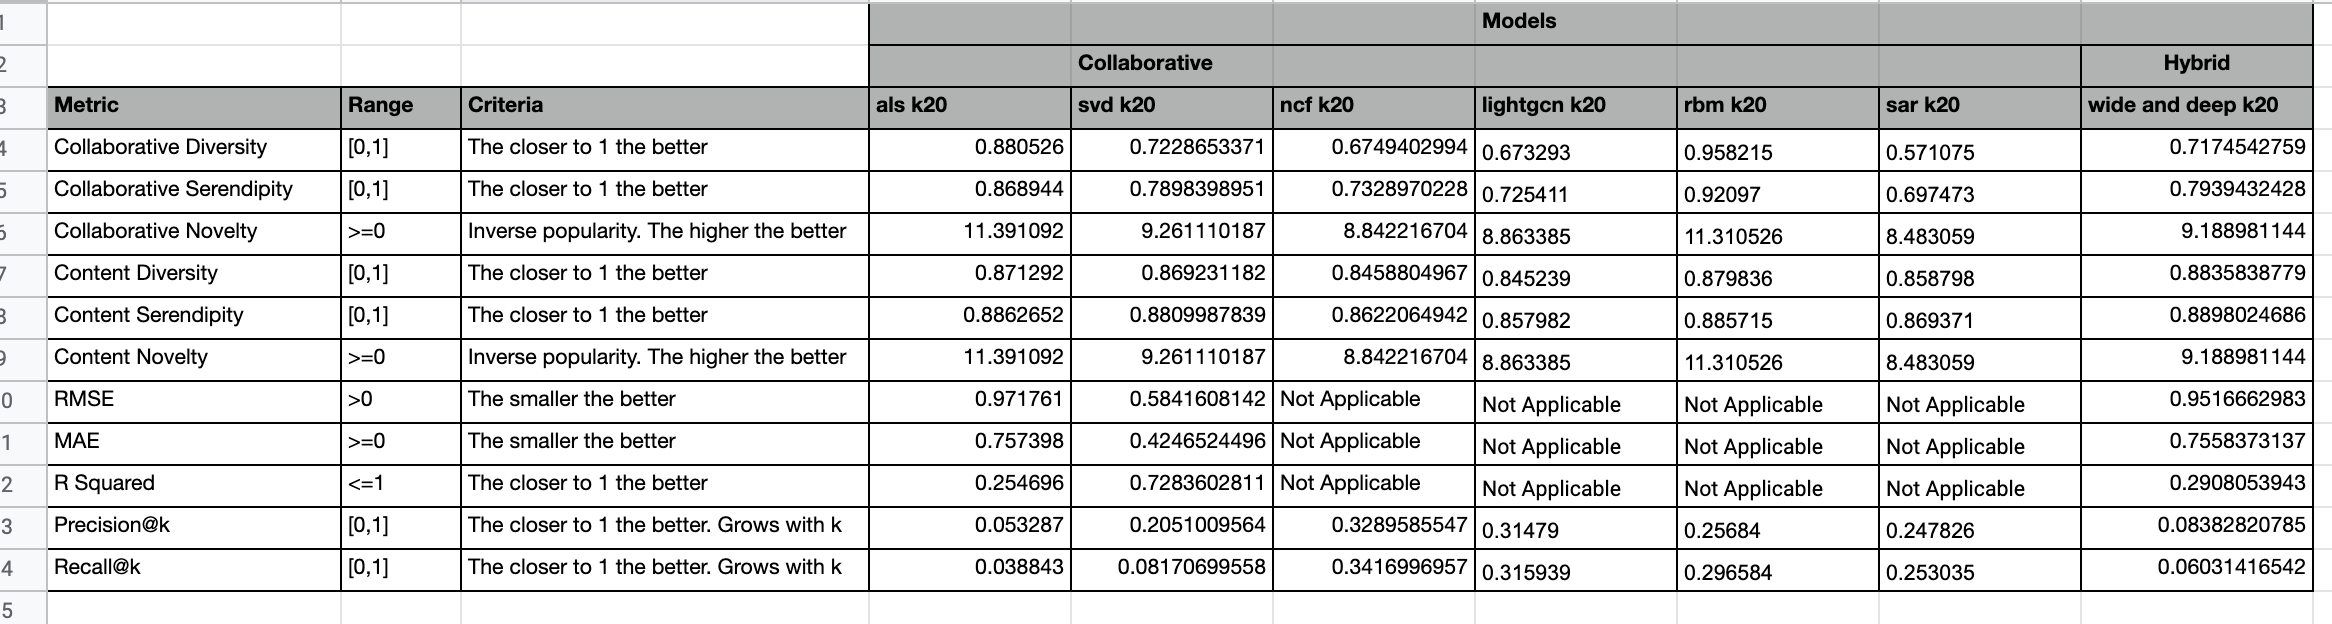 1 Models
2 Collaborative Hybrid
3 Metric Range Criteria als k20 svd k20 ncf k20 lightgcn k20 rbm k20 sar k20 wide and deep k20
4 Collaborative Diversity [0,1] The closer to 1 the better 0.880526 0.7228653371 0.6749402994 0.673293 0.958215 0.571075 0.7174542759
5 Collaborative Serendipity [0,1] The closer to 1 the better 0.868944 0.7898398951 0.7328970228 0.725411 0.92097 0.697473 0.7939432428
6 Collaborative Novelty >=0 Inverse popularity. The higher the better 11.391092 9.261110187 8.842216704 8.863385 11.310526 8.483059 9.188981144
7 Content Diversity [0,1] The closer to 1 the better 0.871292 0.869231182 0.8458804967 0.845239 0.879836 0.858798 0.8835838779
8 Content Serendipity [0,1] The closer to 1 the better 0.8862652 0.8809987839 0.8622064942 0.857982 0.885715 0.869371 0.8898024686
9 Content Novelty >=0 Inverse popularity. The higher the better 11.391092 9.261110187 8.842216704 8.863385 11.310526 8.483059 9.188981144
0 RMSE >0 The smaller the better 0.971761 0.5841608142 Not Applicable Not Applicable Not Applicable Not Applicable 0.9516662983
1 MAE >=0 The smaller the better 0.757398 0.4246524496 Not Applicable Not Applicable Not Applicable Not Applicable 0.7558373137
2 R Squared <=1 The closer to 1 the better 0.254696 0.7283602811 Not Applicable Not Applicable Not Applicable Not Applicable 0.2908053943
3 Precision@k [0,1] The closer to 1 the better. Grows with k 0.053287 0.2051009564 0.3289585547 0.31479 0.25684 0.247826 0.08382820785
4 Recall@k [0,1] The closer to 1 the better. Grows with k 0.038843 0.08170699558 0.3416996957 0.315939 0.296584 0.253035 0.06031416542
5